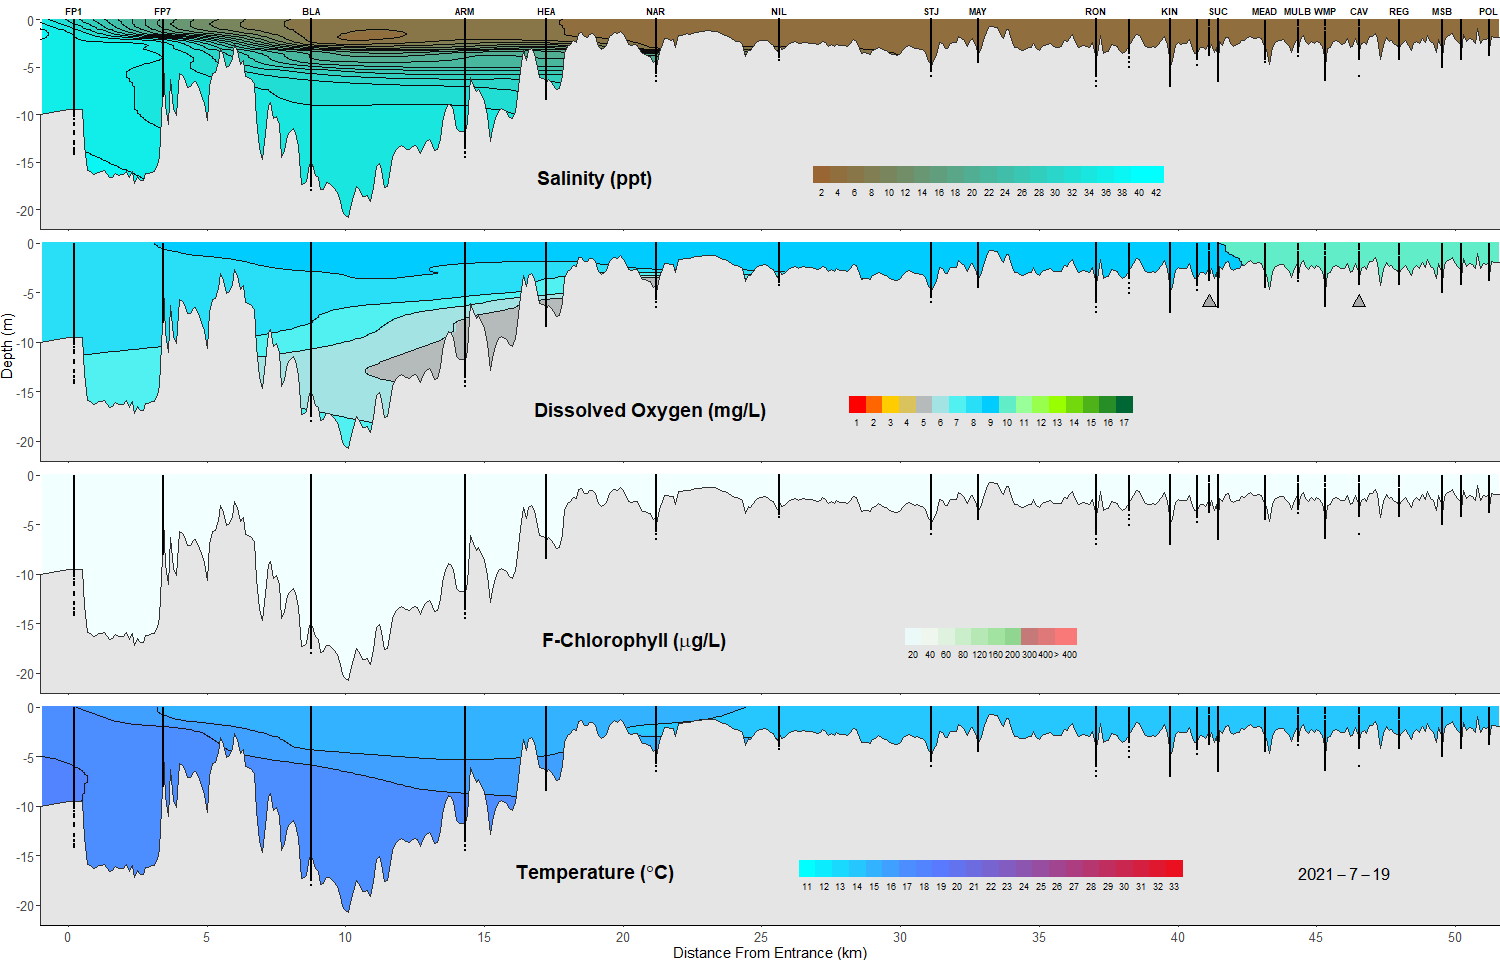 FP1 FP7 BLA ARM HEA NAR NIL STJ MAY RON KIN SUC MEAD MULB WMP CAV REG MSB POL
0
-5
-10
-15
-20
Salinity (ppt)
2 4 6 8 10 12 14 16 18 20 22 24 26 28 30 32 34 36 38 40 42
0
-5
-10
-15
-20
Dissolved Oxygen (mg/L)
1 2 3 4 5 6 7 8 9 10 11 12 13 14 15 16 17
Depth (m)
0
-5
-10
-15
-20
F-Chlorophyll (μg/L)
20 40 60 80 120 160 200 300 400 > 400
0
-5
-10
-15
-20
Temperature (°C)
11 12 13 14 15 16 17 18 19 20 21 22 23 24 25 26 27 28 29 30 31 32 33
2021 – 7 – 19
0 5 10 15 20 25 30 35 40 45 50
Distance From Entrance (km)